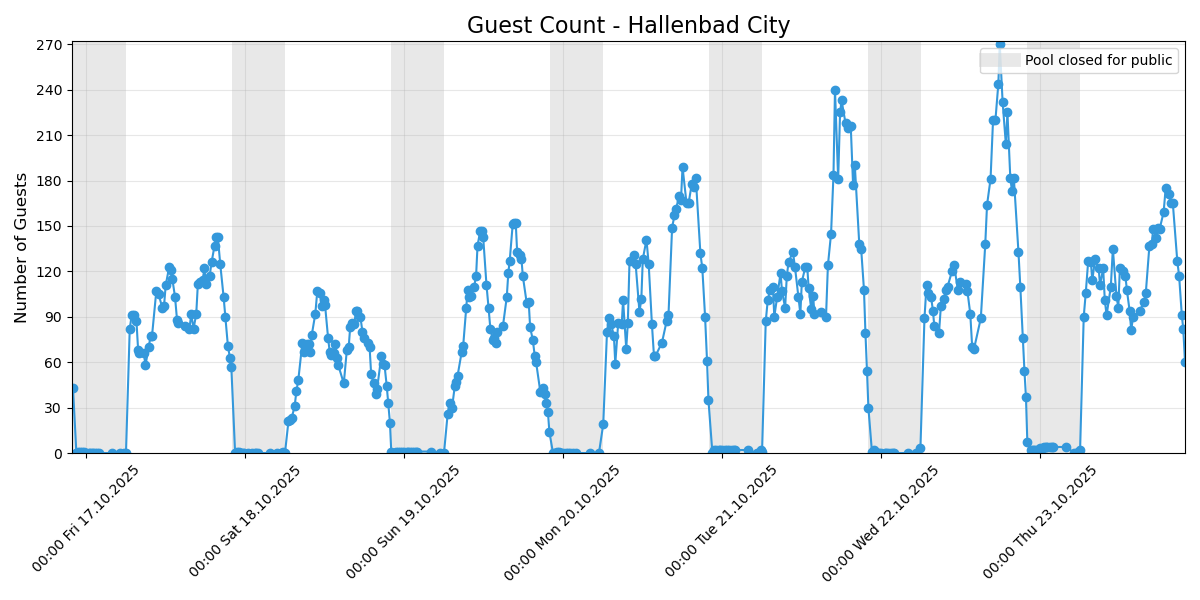 Guest Count - Hallenbad City
Number of Guests
270
240
210
180
150
120
90
60
30
0
Pool closed for public
00:00 Fri 17.10.2025
00:00 Sat 18.10.2025
00:00 Sun 19.10.2025
00:00 Mon 20.10.2025
00:00 Tue 21.10.2025
00:00 Wed 22.10.2025
00:00 Thu 23.10.2025